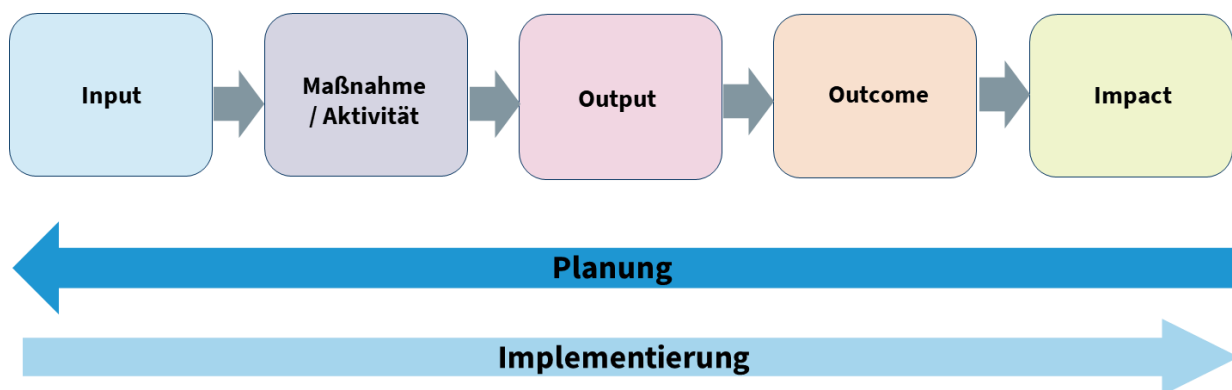 Input
Maßnahme
/ Aktivität
Output
Outcome
Impact
Planung
Implementierung